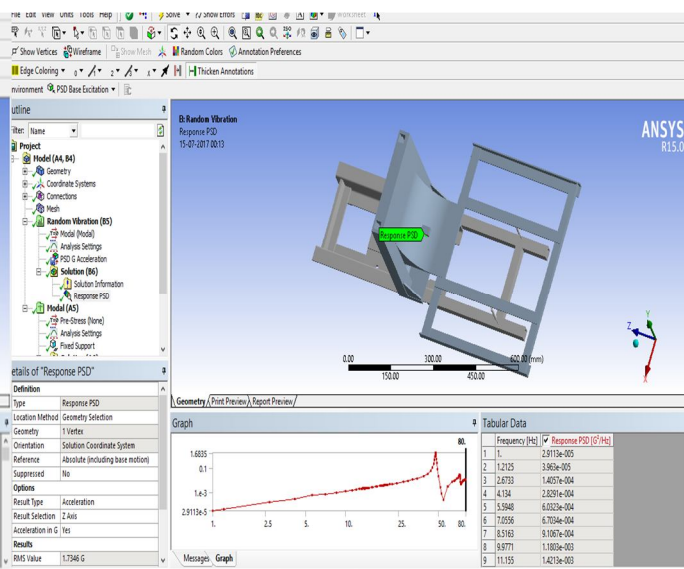 File Edit View Units Tools Help Solve ?/ Show Errors Worksheet
Show Vertices Wireframe Show Mesh Random Colors Annotation Preferences
Edge Coloring Thicken Annotations
nvironment PSD Base Excitation
utline
Filter: Name
Project
Model (A4, B4)
Geometry
Coordinate Systems
Connections
Mesh
Random Vibration (B5)
Modal (Modal)
Analysis Settings
PSD G Acceleration
Solution (B6)
Solution Information
Response PSD
Modal (A5)
Pre-Stress (None)
Analysis Settings
Fixed Support
etails of "Response PSD"
Definition
Type Response PSD
Location Method Geometry Selection
Geometry 1 Vertex
Orientation Solution Coordinate System
Reference Absolute (including base motion)
Suppressed No
Options
Result Type Acceleration
Result Selection Z Axis
Acceleration in G Yes
Results
RMS Value 1.7346 G
B: Random Vibration
Response PSD
15-07-2017 00:13
ANSYS
R15.0
Response PSD
0.00 300.00 600.00 (mm)
150.00 450.00
Y
Z
X
Geometry Print Preview Report Preview
Graph
80.
1.6835
0.1
1.e-3
2.9113e-5
1. 2.5 5. 10. 25. 50. 80.
Messages Graph
Tabular Data
Frequency [Hz] Response PSD [G²/Hz]
1 1. 2.9113e-005
2 1.2125 3.963e-005
3 2.6733 1.4057e-004
4 4.134 2.8291e-004
5 5.5948 6.0323e-004
6 7.0556 6.7034e-004
7 8.5163 9.1067e-004
8 9.9771 1.1803e-003
9 11.155 1.4213e-003